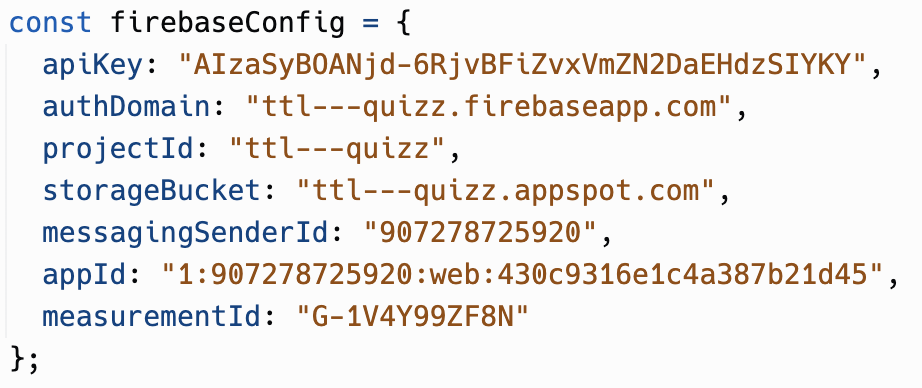 const firebaseConfig = {
  apiKey: "AIzaSyBOANjd-6RjvBFiZvxVmZN2DaEHdzSIYKY",
  authDomain: "ttl---quizz.firebaseapp.com",
  projectId: "ttl---quizz",
  storageBucket: "ttl---quizz.appspot.com",
  messagingSenderId: "907278725920",
  appId: "1:907278725920:web:430c9316e1c4a387b21d45",
  measurementId: "G-1V4Y99ZF8N"
};